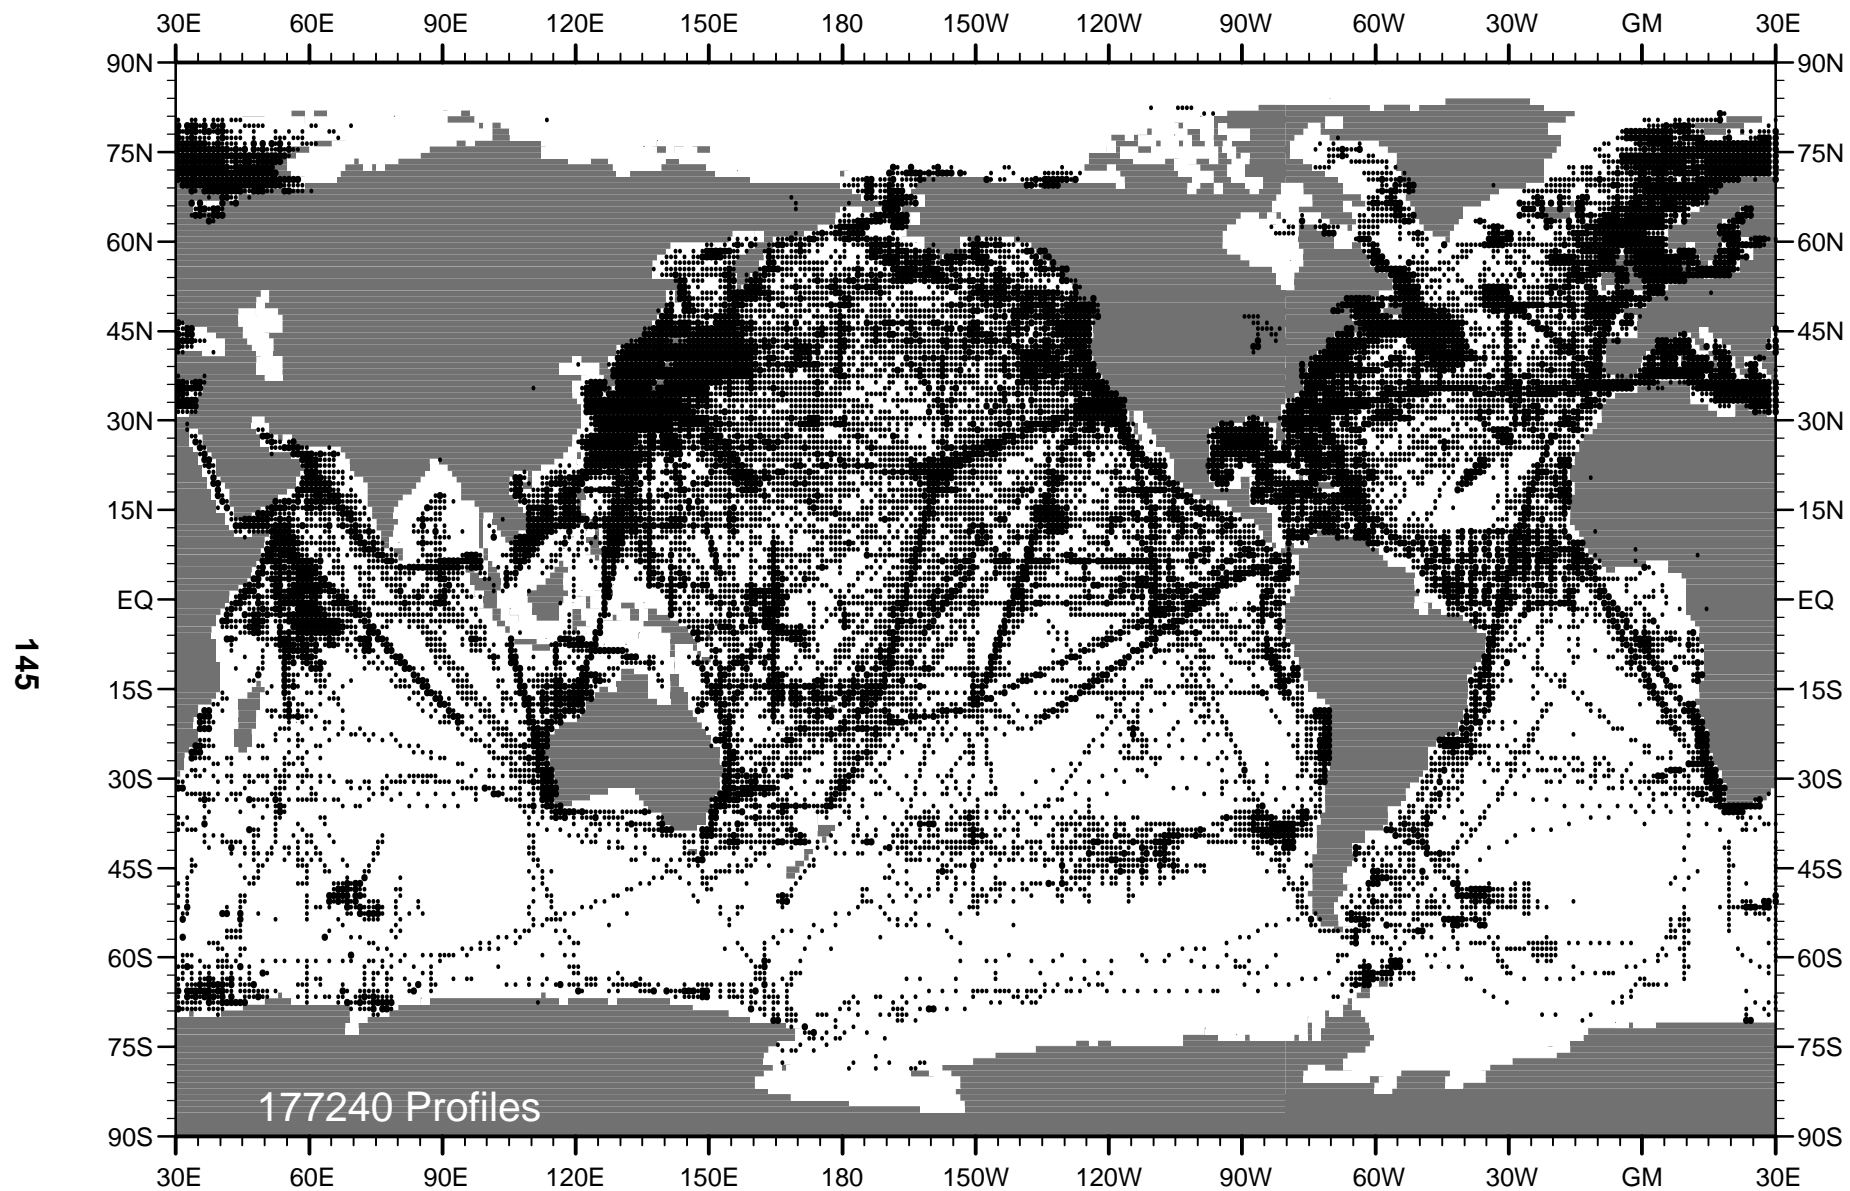 30E 60E 90E 120E 150E 180 150W 120W 90W 60W 30W GM 30E
90N 90N
75N 75N
60N 60N
45N 45N
30N 30N
15N 15N
EQ EQ
15S 15S
30S 30S
45S 45S
60S 60S
75S 75S
90S 90S
177240 Profiles
30E 60E 90E 120E 150E 180 150W 120W 90W 60W 30W GM 30E
145